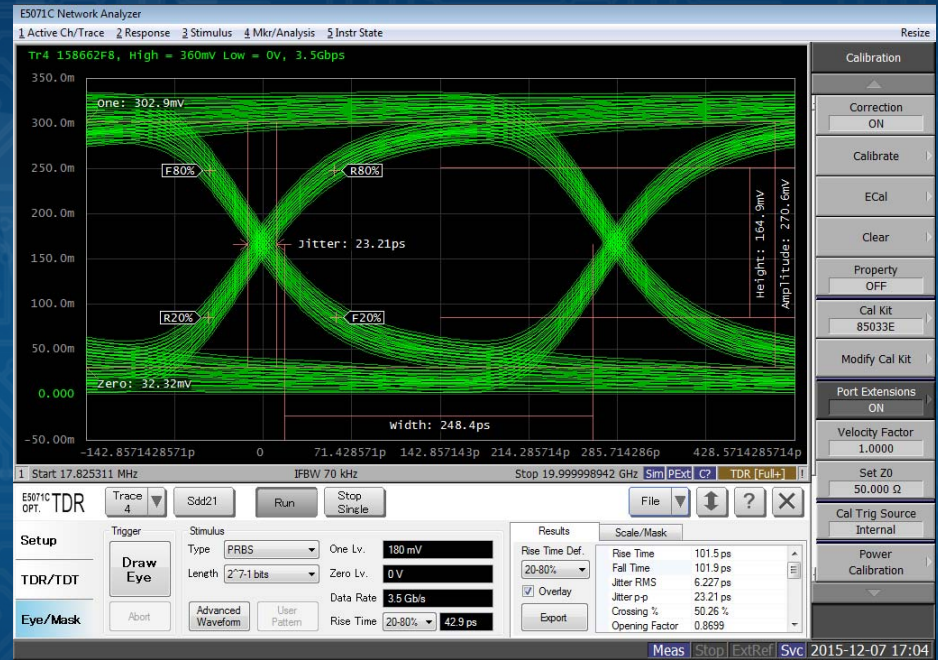 E5071C Network Analyzer
1 Active Ch/Trace 2 Response 3 Stimulus 4 Mkr/Analysis 5 Instr State Resize
Tr4 158662F8, High = 360mV Low = 0V, 3.5Gbps
350.0m
One: 302.9mV
300.0m
250.0m
F80%
R80%
200.0m
Jitter: 23.21ps
Height: 164.9mV
Amplitude: 270.6mV
150.0m
100.0m
R20%
F20%
50.00m
Zero: 32.32mV
0.000
Width: 248.4ps
-50.00m
-142.8571428571p 0 71.428571p 142.85714 3p 214.285714p 285.714286p 428.5714285714p
1 Start 17.825311 MHz IFBW 70 kHz Stop 19.999998942 GHz Sim PExt C? TDR [Full+] !
Calibration
Correction
ON
Calibrate
ECal
Clear
Property
OFF
Cal Kit
85033E
Modify Cal Kit
Port Extensions
ON
Velocity Factor
1.0000
Set Z0
50.000 Ω
Cal Trig Source
Internal
Power
Calibration
E5071C
OPT. TDR
Trace
4
Sdd21
Run
Stop
Single
File
?
Setup
TDR/TDT
Eye/Mask
Trigger
Draw
Eye
Abort
Stimulus
Type PRBS
Length 2^7-1 bits
Advanced
Waveform
User
Pattern
One Lv. 180 mV
Zero Lv. 0 V
Data Rate 3.5 Gb/s
Rise Time 20-80% 42.9 ps
Results Scale/Mask
Rise Time Def.
20-80%
Overlay
Export
Rise Time 101.5 ps
Fall Time 101.9 ps
Jitter RMS 6.227 ps
Jitter p-p 23.21 ps
Crossing % 50.26 %
Opening Factor 0.8699
Meas Stop ExtRef Svc 2015-12-07 17:04